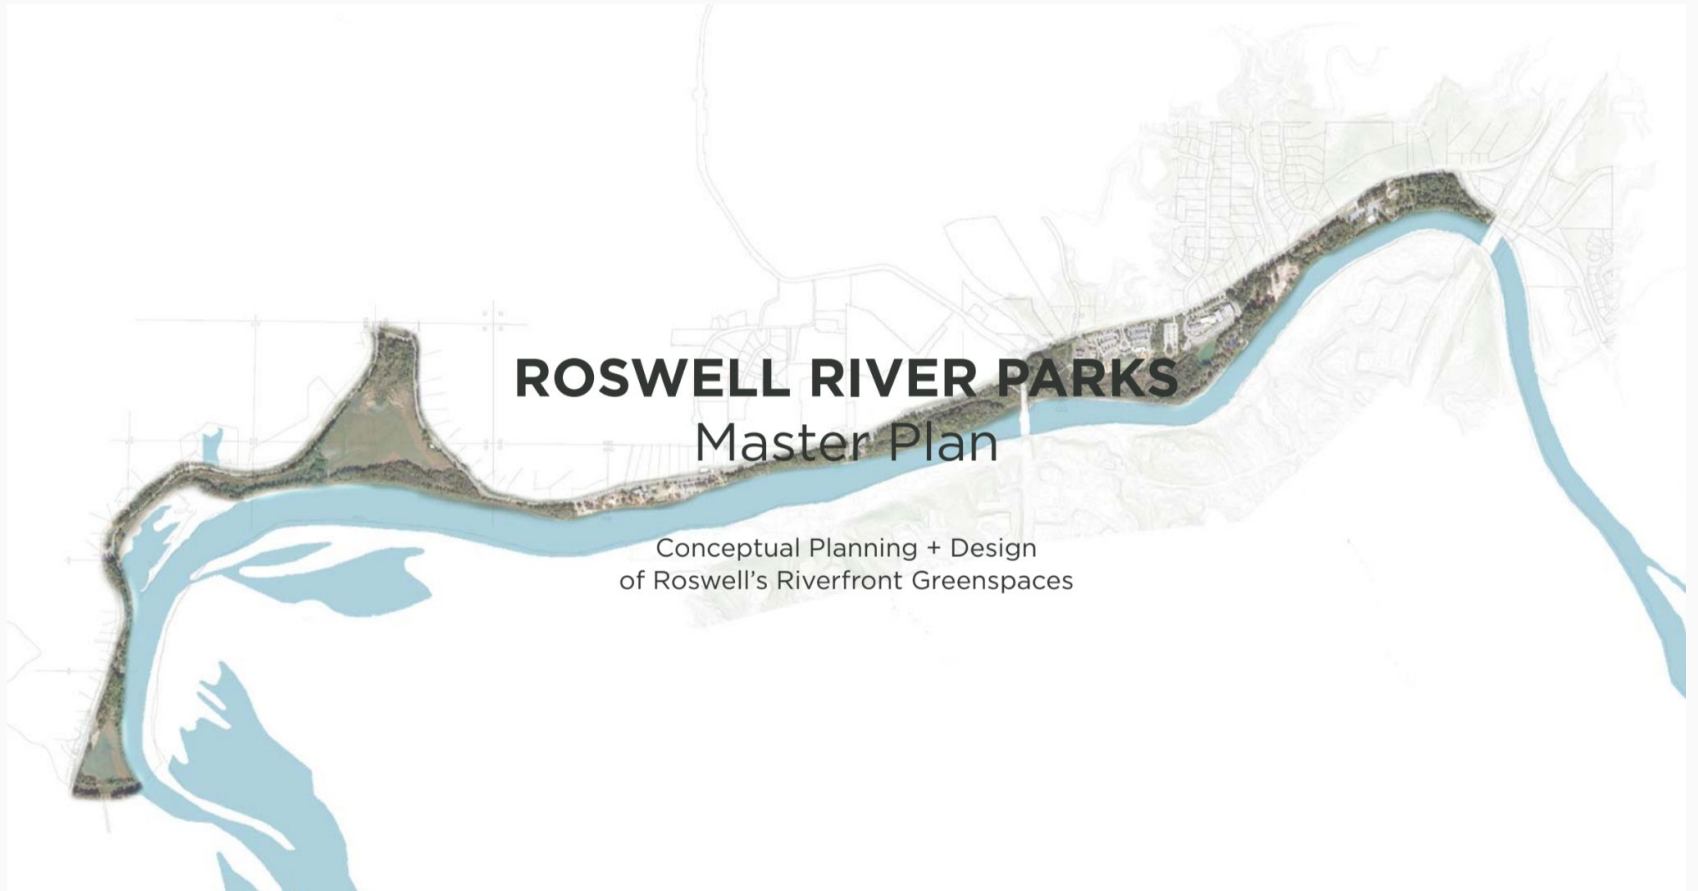 ROSWELL RIVER PARKS
Master Plan
Conceptual Planning + Design
of Roswell's Riverfront Greenspaces